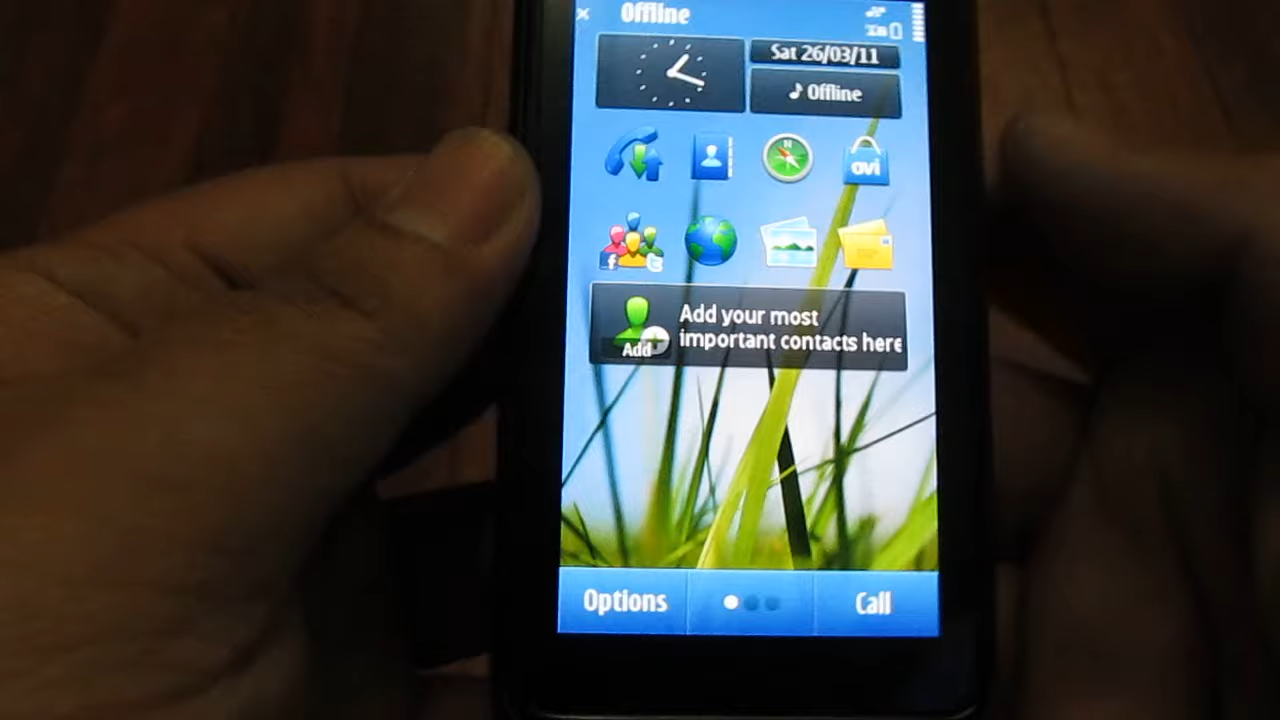 Offline
Sat 26/03/11
Offline
N
ovi
f
t
Add
Add your most
important contacts here
Options
Call